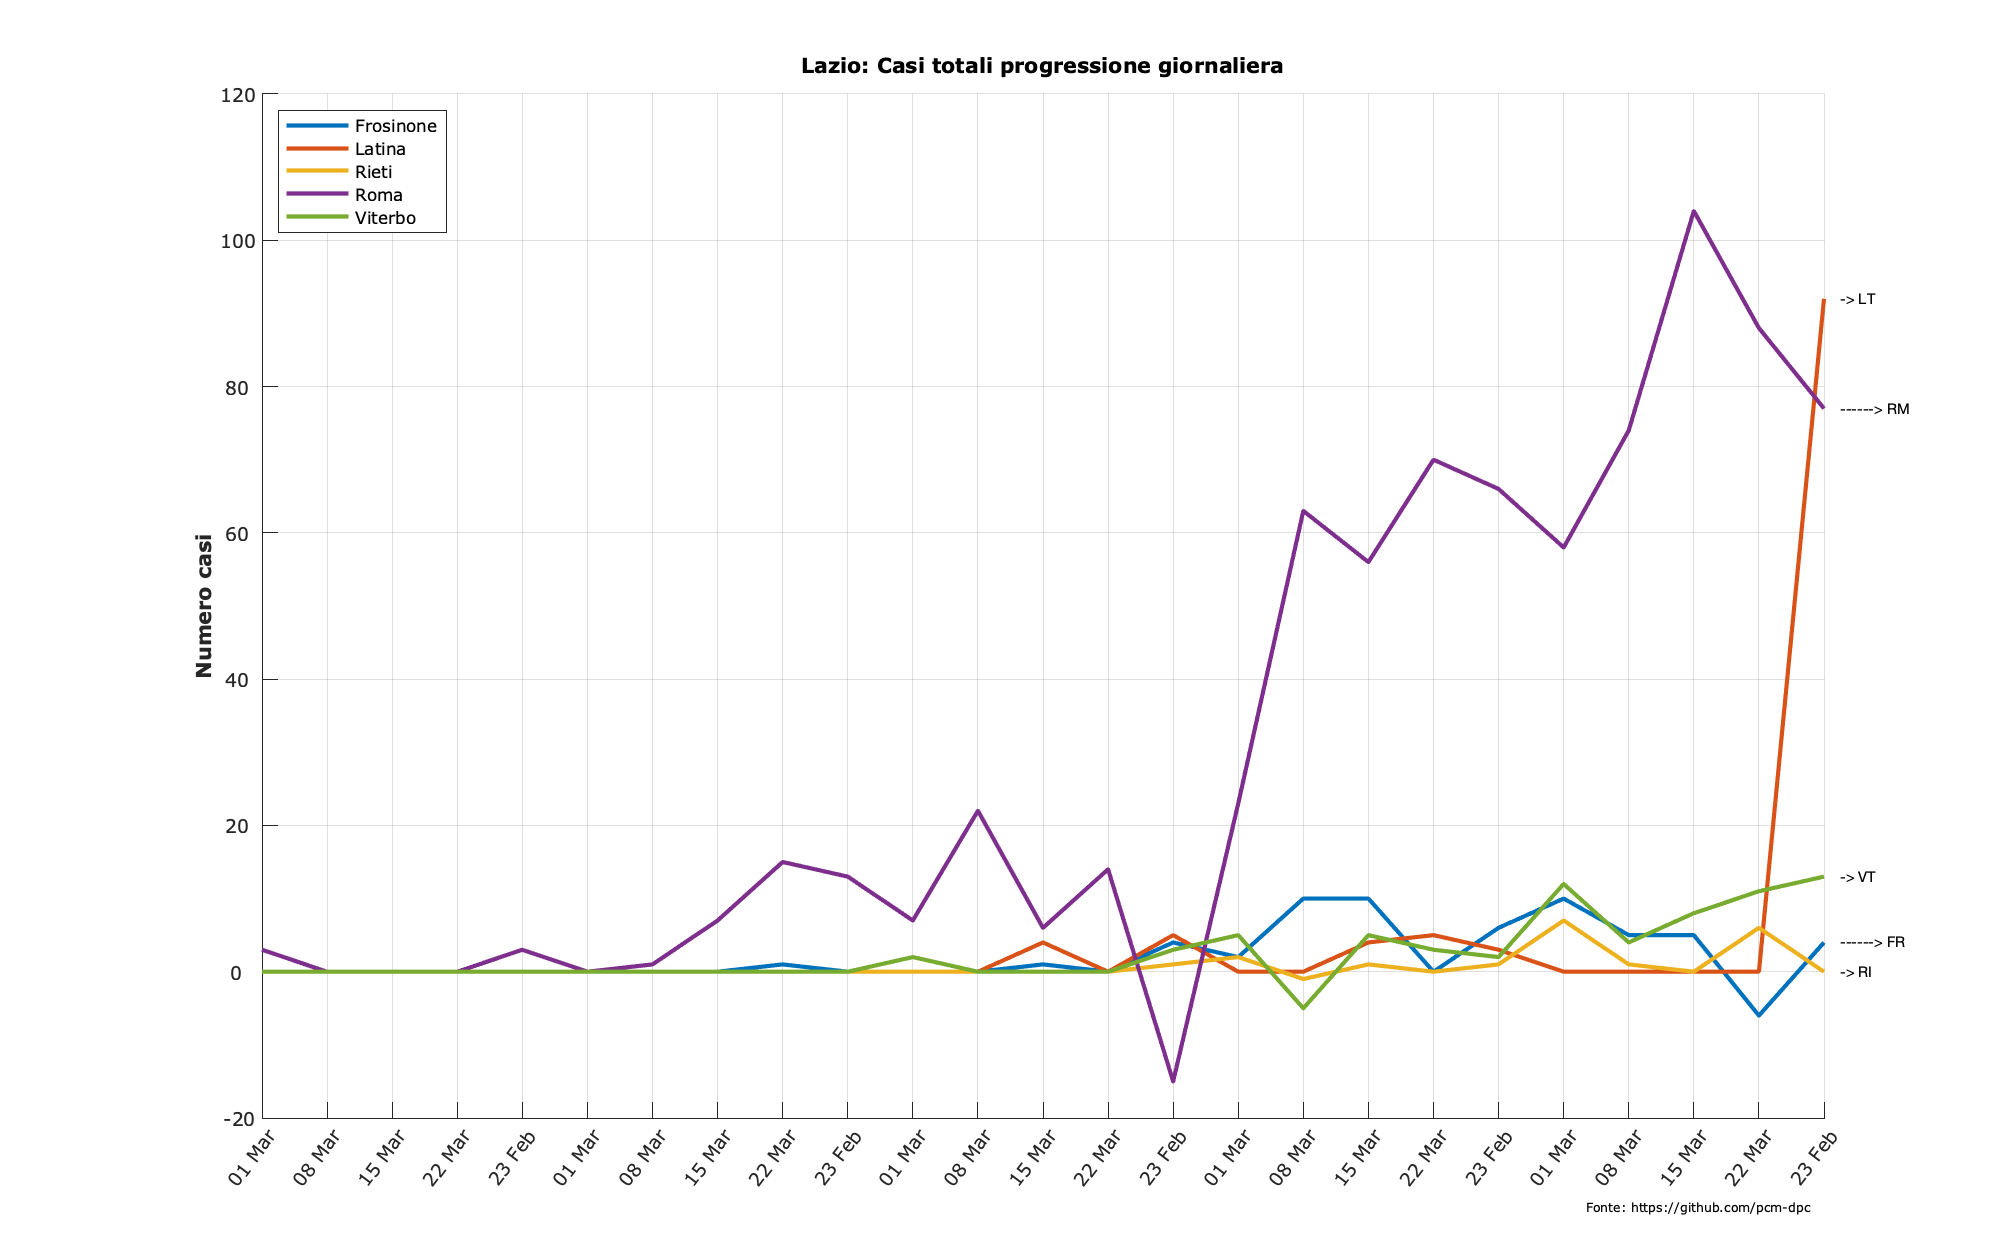 Lazio: Casi totali progressione giornaliera
120
100
80
60
40
20
0
-20
Numero casi
Frosinone
Latina
Rieti
Roma
Viterbo
-> LT
------> RM
-> VT
------> FR
-> RI
01 Mar
08 Mar
15 Mar
22 Mar
23 Feb
01 Mar
08 Mar
15 Mar
22 Mar
23 Feb
01 Mar
08 Mar
15 Mar
22 Mar
23 Feb
01 Mar
08 Mar
15 Mar
22 Mar
23 Feb
01 Mar
08 Mar
15 Mar
22 Mar
23 Feb
Fonte: https://github.com/pcm-dpc